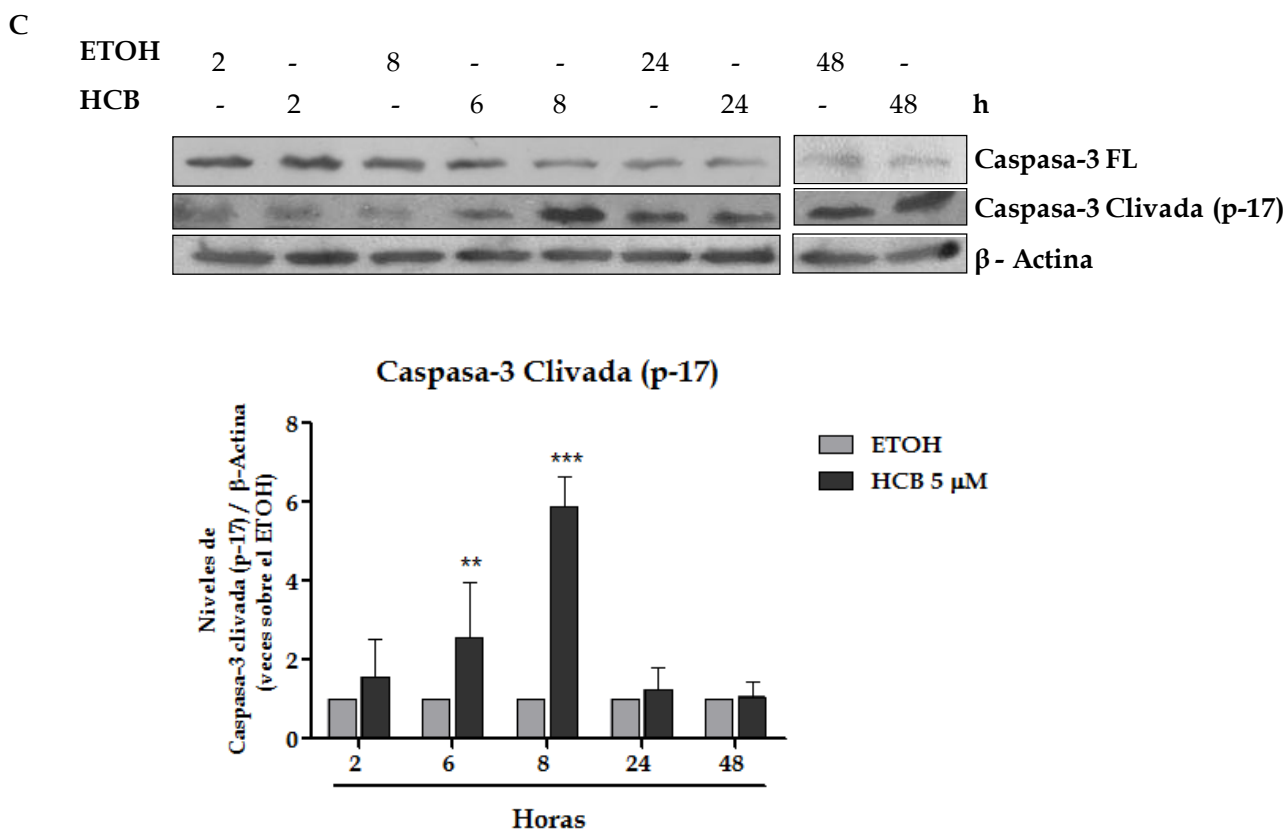 C
ETOH 2 - 8 - - 24 - 48 -
HCB - 2 - 6 8 - 24 - 48 h
Caspasa-3 FL
Caspasa-3 Clivada (p-17)
β - Actina
Caspasa-3 Clivada (p-17)
Niveles de
Caspasa-3 clivada (p-17) / β-Actina
(veces sobre el ETOH)
8
6
4
2
0
**
***
ETOH
HCB 5 µM
2 6 8 24 48
Horas